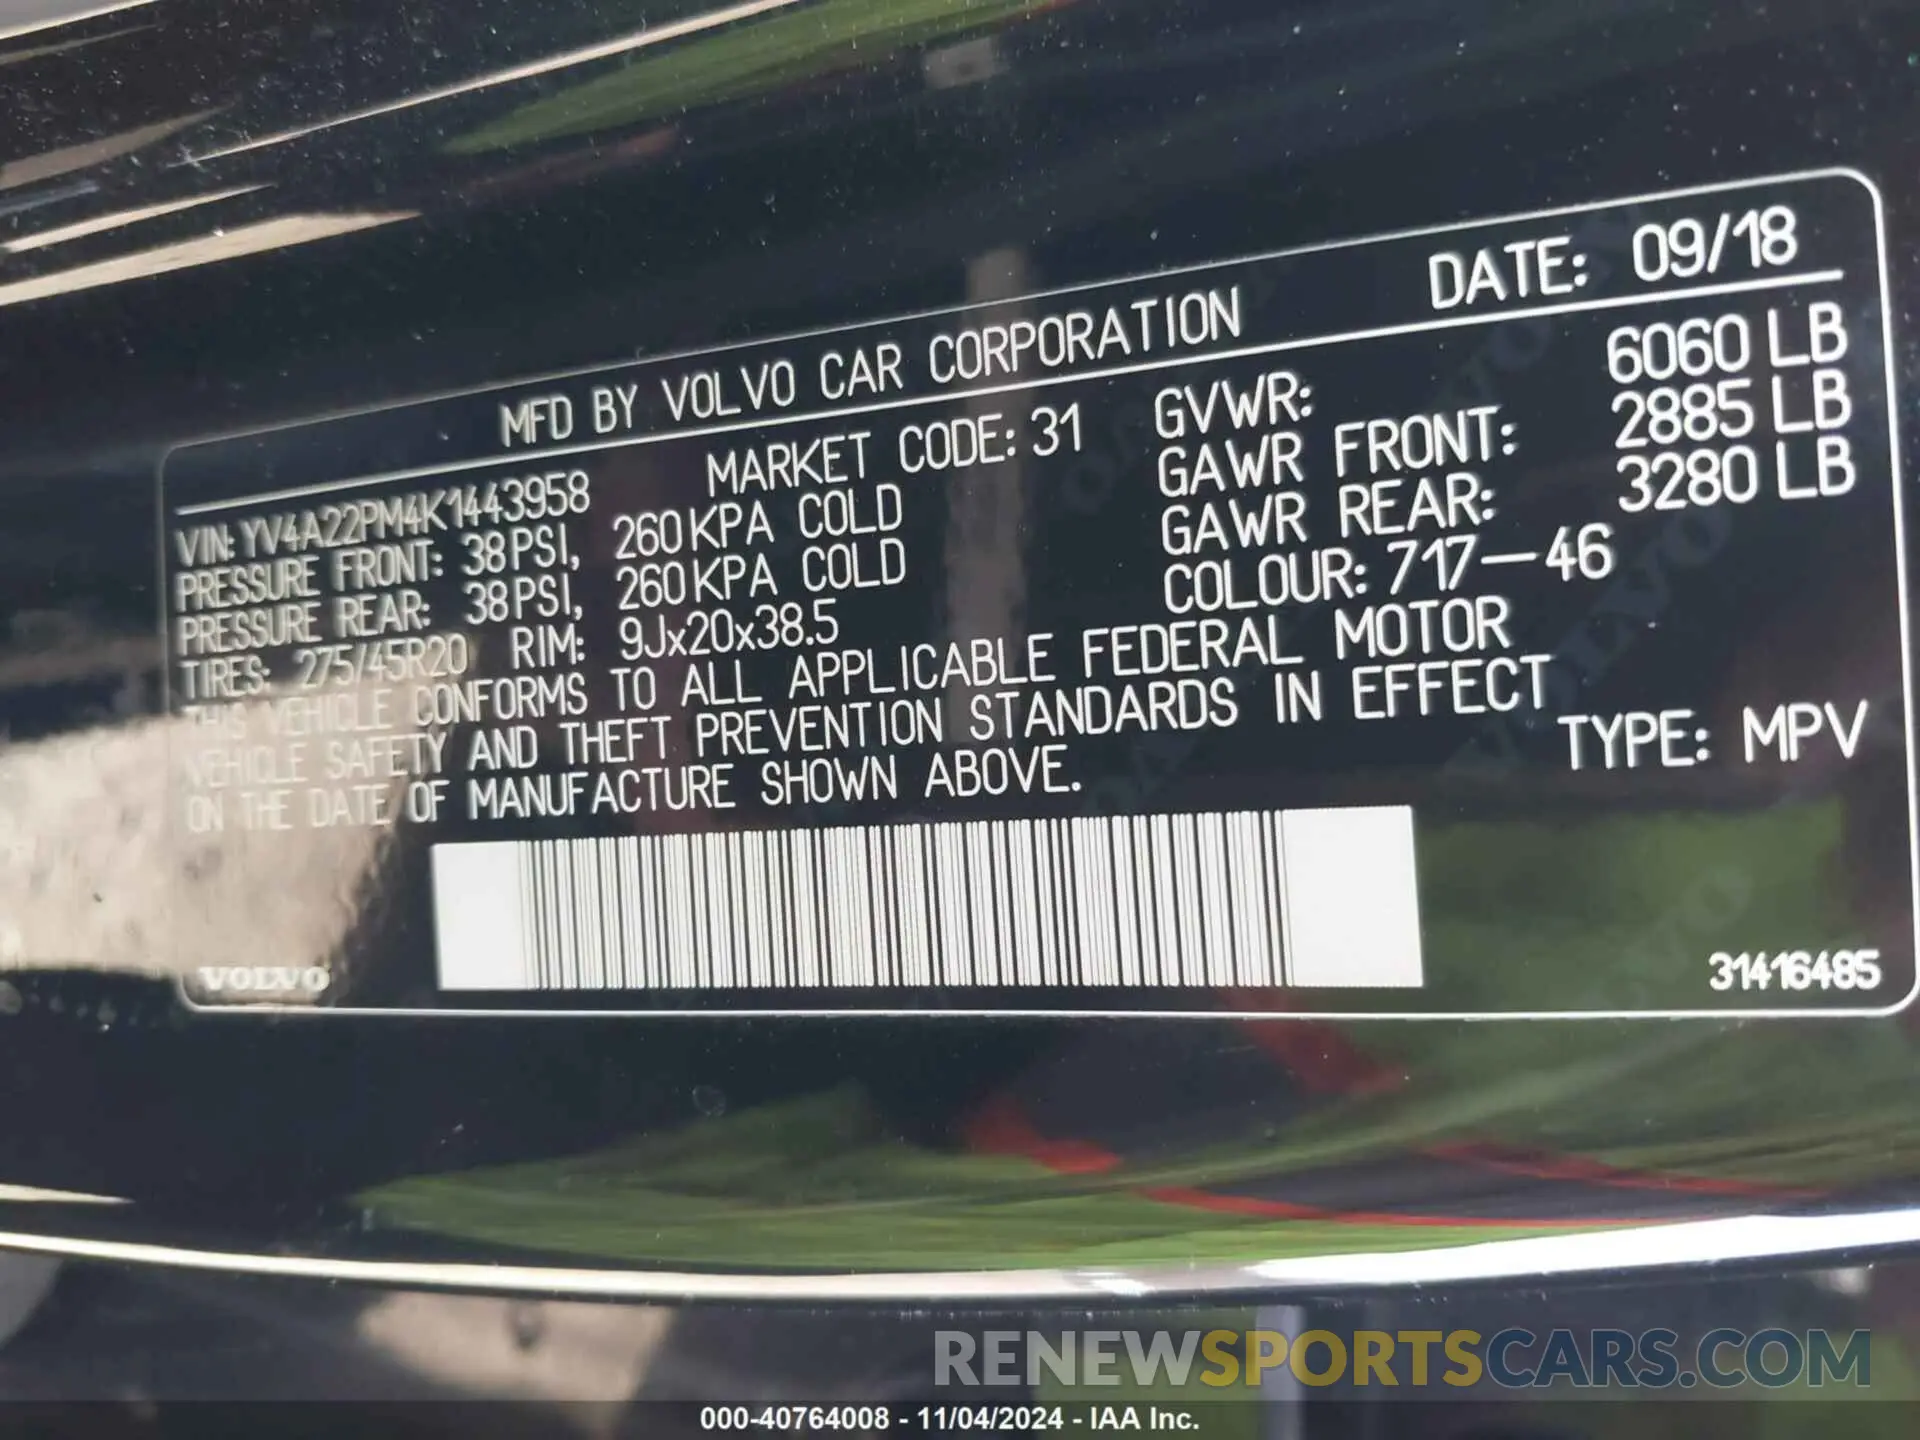 MFD BY VOLVO CAR CORPORATION DATE: 09/18
VIN: YV4A22PM4K1443958 MARKET CODE: 31 GVWR: 6060 LB
PRESSURE FRONT: 38 PSI, 260 KPA COLD GAWR FRONT: 2885 LB
PRESSURE REAR: 38 PSI, 260 KPA COLD GAWR REAR: 3280 LB
TIRES: 275/45R20 RIM: 9Jx20x38.5 COLOUR: 717-46
THIS VEHICLE CONFORMS TO ALL APPLICABLE FEDERAL MOTOR
VEHICLE SAFETY AND THEFT PREVENTION STANDARDS IN EFFECT
ON THE DATE OF MANUFACTURE SHOWN ABOVE. TYPE: MPV
VOLVO 31416485
RENEWSPORTSCARS.COM
000-40764008 - 11/04/2024 - IAA Inc.